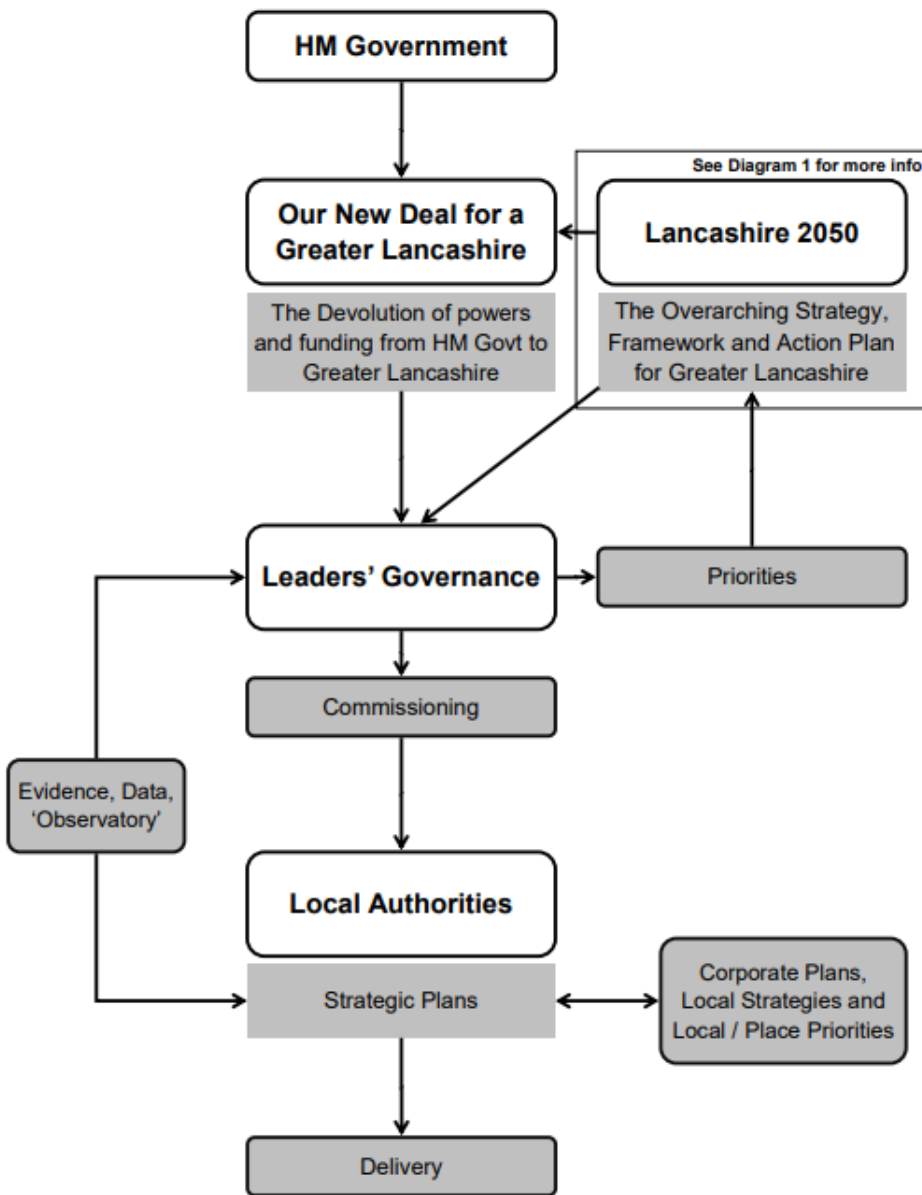 HM Government
See Diagram 1 for more info
Our New Deal for a
Greater Lancashire
Lancashire 2050
The Devolution of powers
and funding from HM Govt to
Greater Lancashire
The Overarching Strategy,
Framework and Action Plan
for Greater Lancashire
Leaders’ Governance
Priorities
Commissioning
Evidence, Data,
‘Observatory’
Local Authorities
Strategic Plans
Corporate Plans,
Local Strategies and
Local / Place Priorities
Delivery